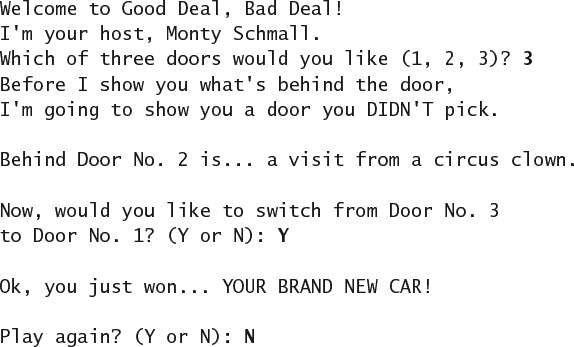 Welcome to Good Deal, Bad Deal!
I'm your host, Monty Schmall.
Which of three doors would you like (1, 2, 3)? 3
Before I show you what's behind the door,
I'm going to show you a door you DIDN'T pick.
Behind Door No. 2 is... a visit from a circus clown.
Now, would you like to switch from Door No. 3
to Door No. 1? (Y or N): Y
Ok, you just won... YOUR BRAND NEW CAR!
Play again? (Y or N): N